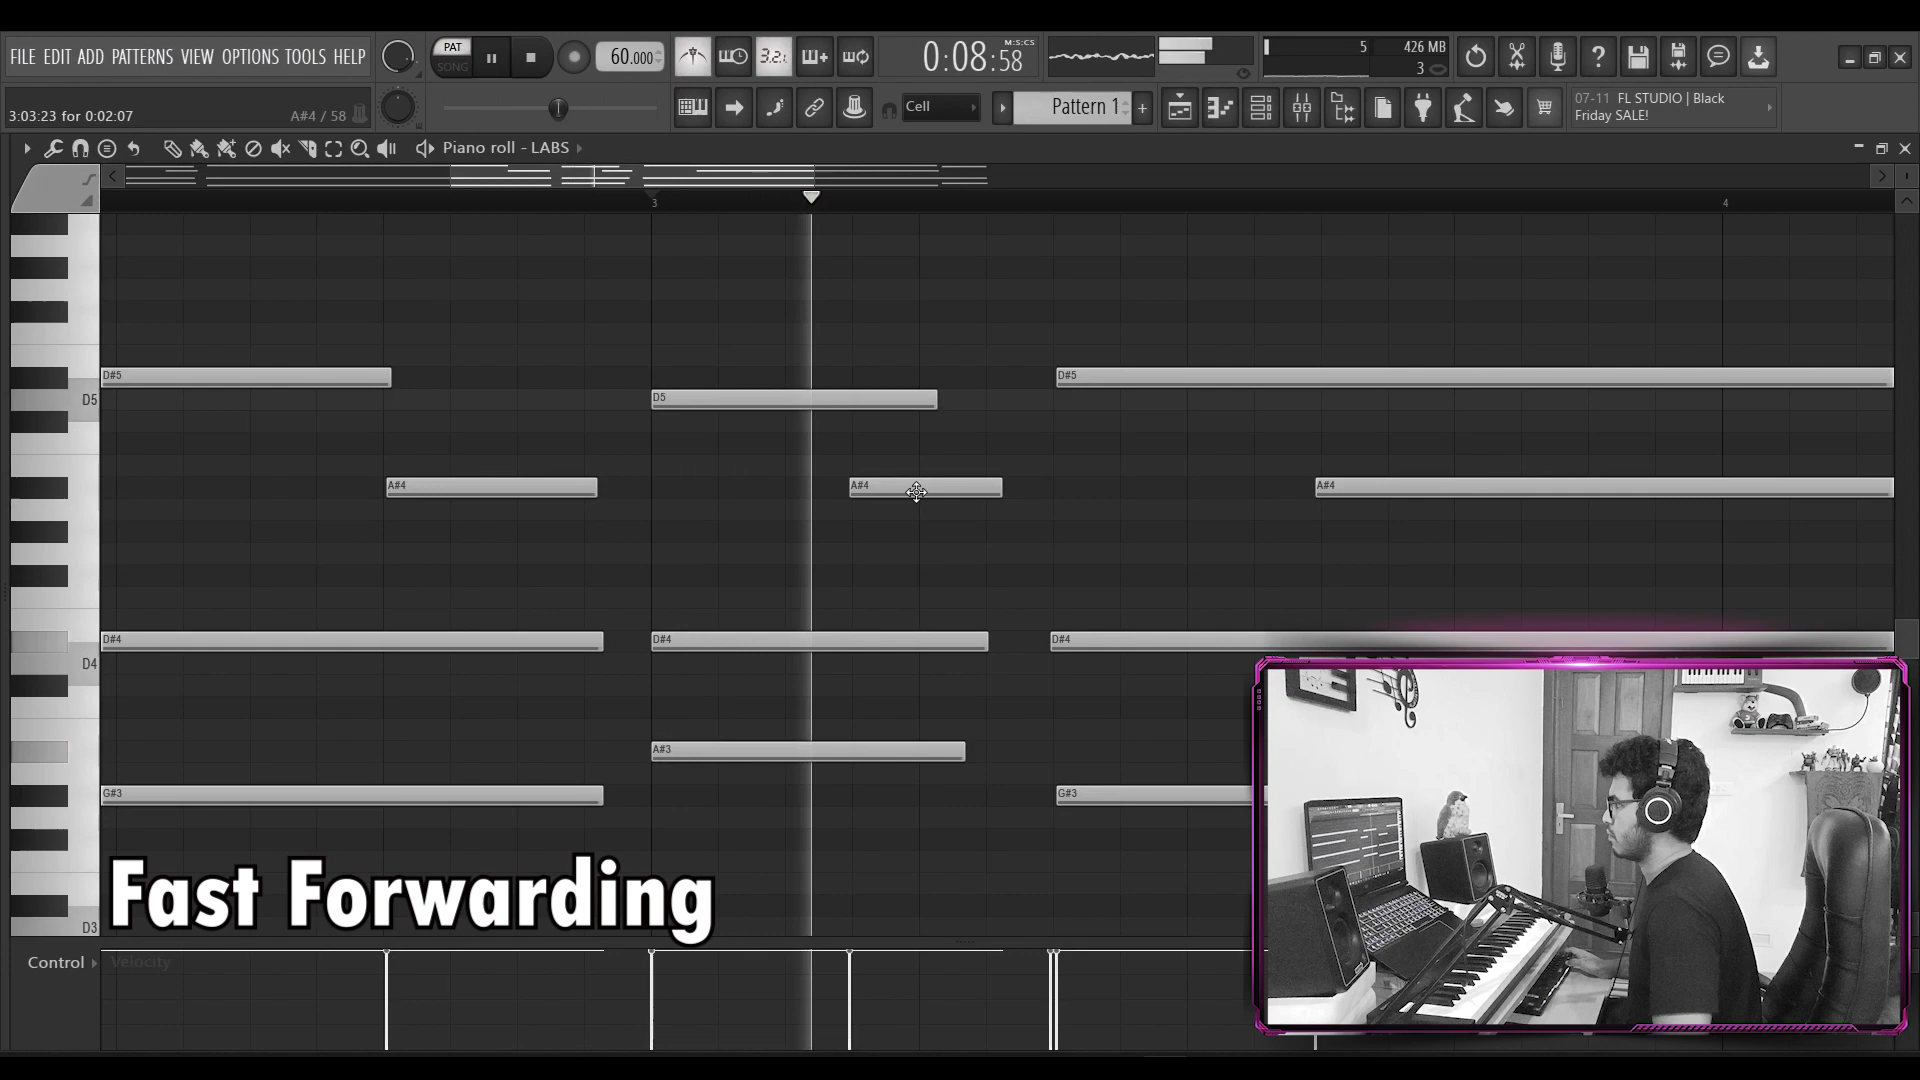 FILE EDIT ADD PATTERNS VIEW OPTIONS TOOLS HELP
PAT
SONG
60.000
3.2.
0:08:58
M:S:CS
5
426 MB
3
3:03:23 for 0:02:07
A#4 / 58
Cell
Pattern 1
07-11 FL STUDIO | Black
Friday SALE!
Piano roll - LABS
3
4
D#5
D#5
D5
D5
A#4
A#4
A#4
D#4
D#4
D#4
D4
A#3
G#3
G#3
Fast Forwarding
D3
Control
Velocity